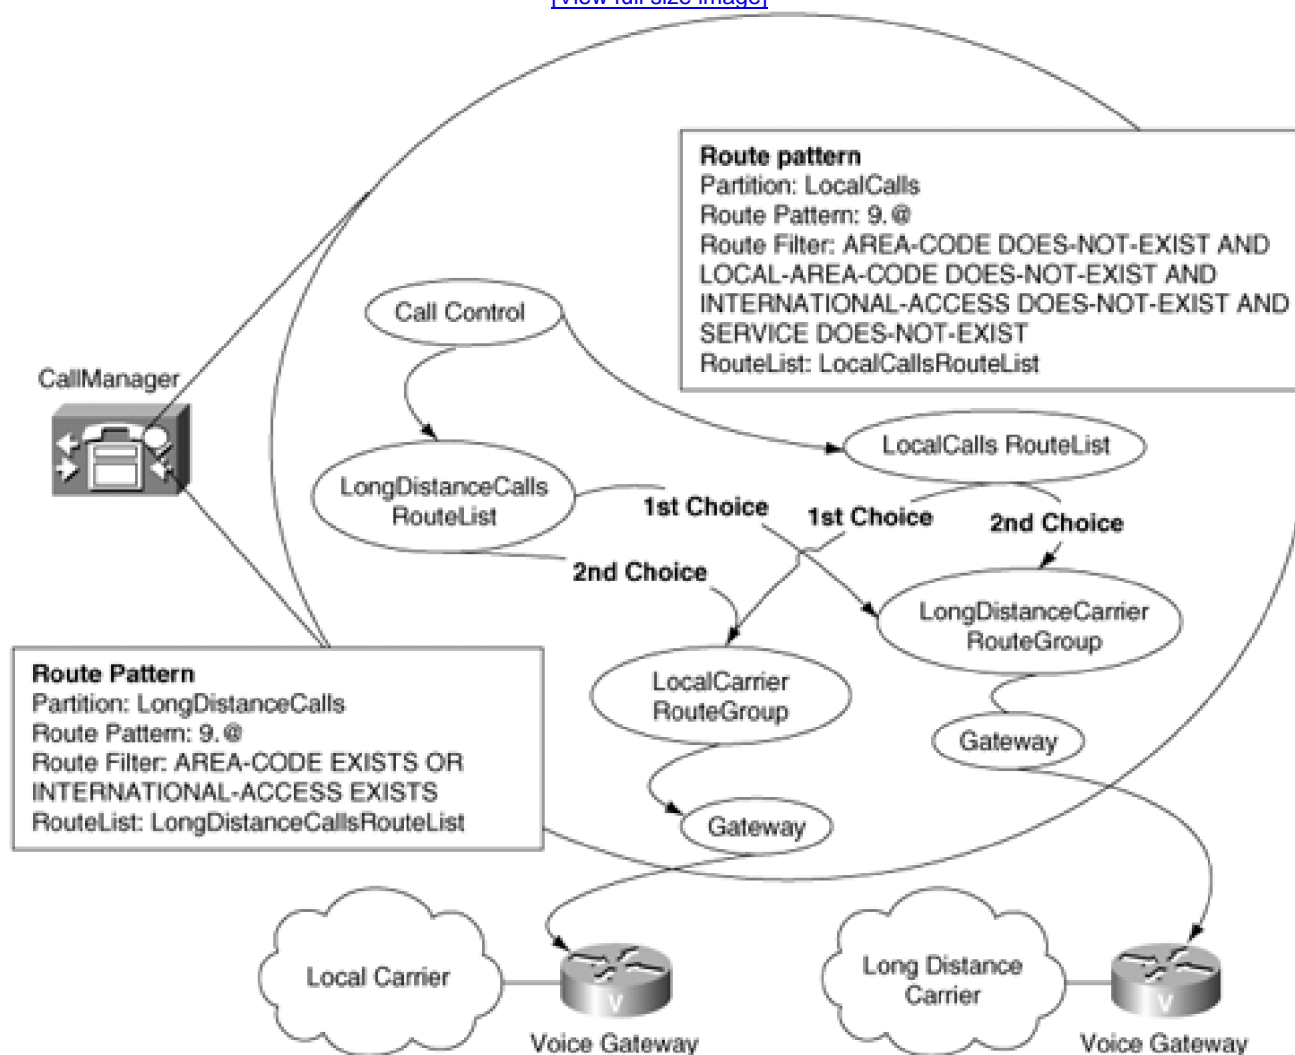 [View full size image]
Route pattern
Partition: LocalCalls
Route Pattern: 9.@
Route Filter: AREA-CODE DOES-NOT-EXIST AND
LOCAL-AREA-CODE DOES-NOT-EXIST AND
INTERNATIONAL-ACCESS DOES-NOT-EXIST AND
SERVICE DOES-NOT-EXIST
RouteList: LocalCallsRouteList
Call Control
CallManager
LocalCalls RouteList
LongDistanceCalls
RouteList
1st Choice
1st Choice
2nd Choice
2nd Choice
LongDistanceCarrier
RouteGroup
LocalCarrier
RouteGroup
Gateway
Route Pattern
Partition: LongDistanceCalls
Route Pattern: 9.@
Route Filter: AREA-CODE EXISTS OR
INTERNATIONAL-ACCESS EXISTS
RouteList: LongDistanceCallsRouteList
Gateway
Local Carrier
V
Voice Gateway
Long Distance
Carrier
V
Voice Gateway